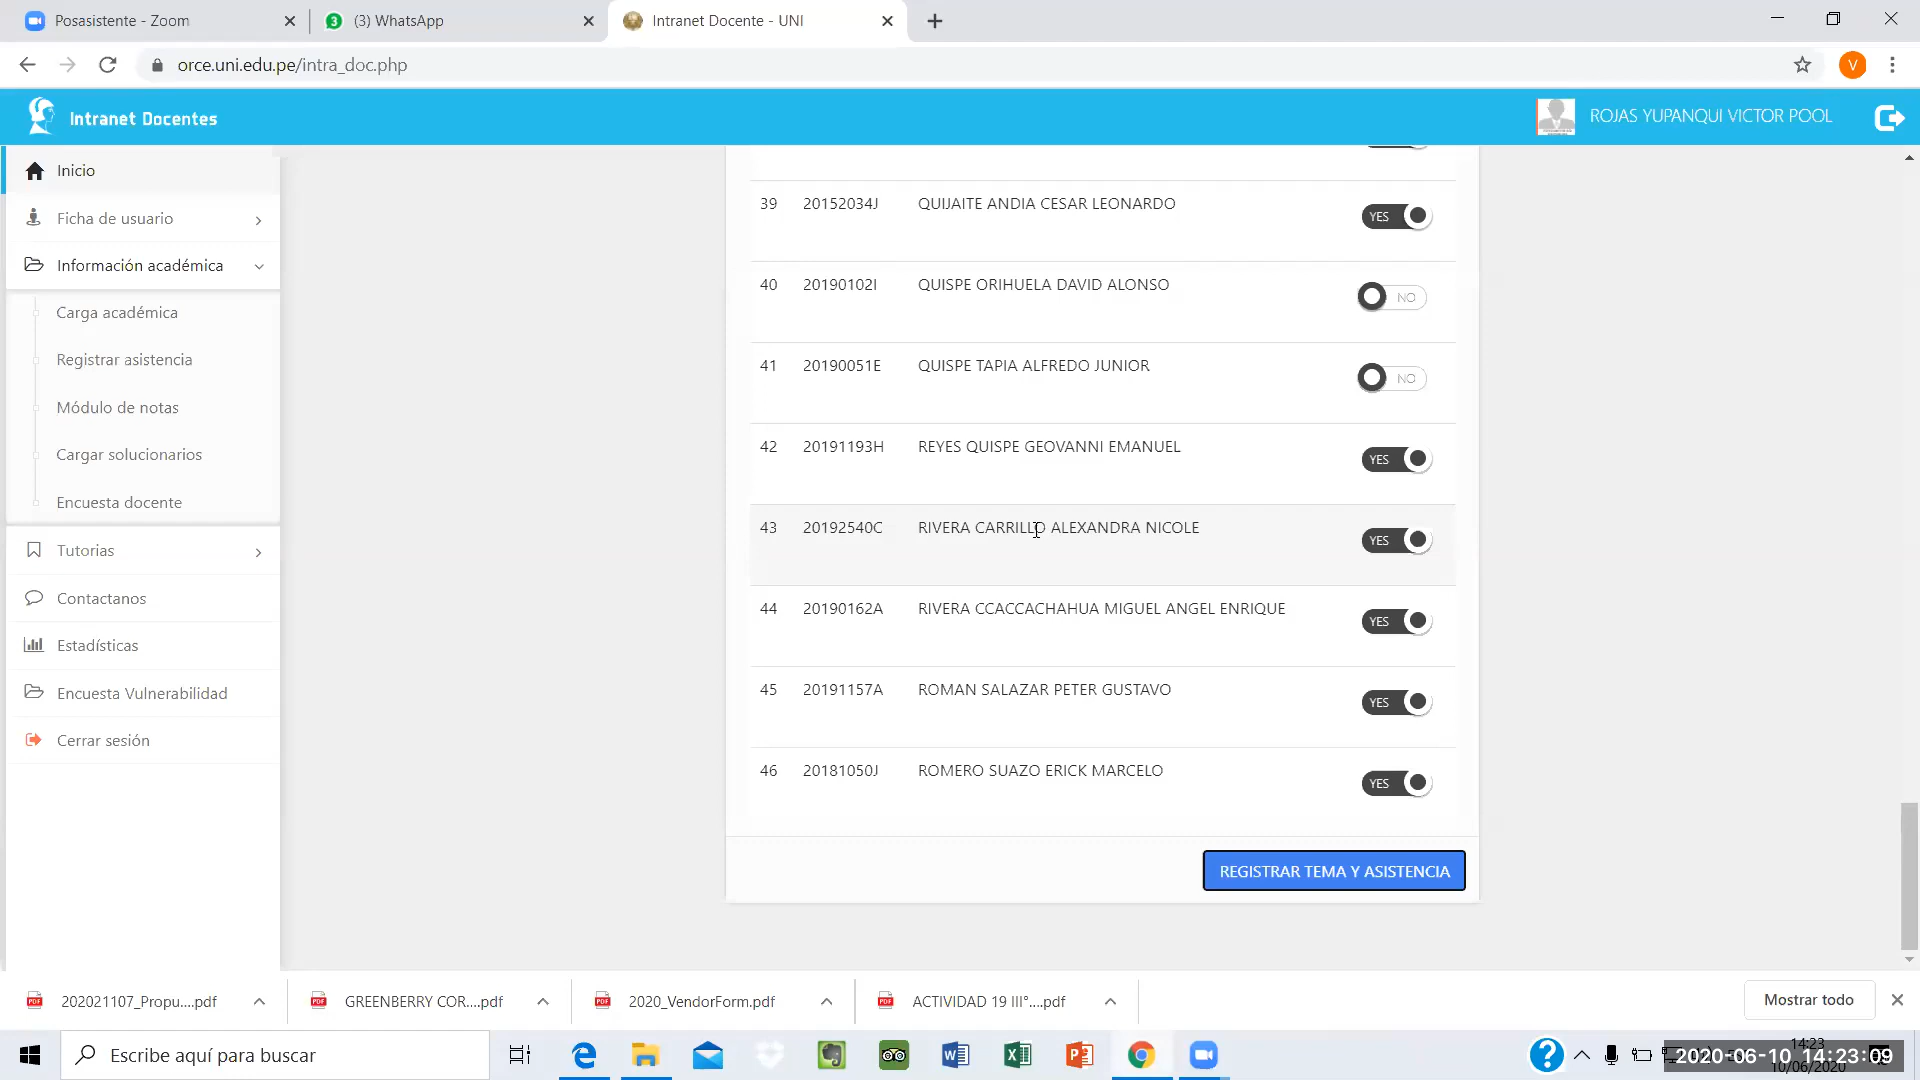 Posasistente - Zoom
(3) WhatsApp
Intranet Docente - UNI
orce.uni.edu.pe/intra_doc.php
V
Intranet Docentes
ROJAS YUPANQUI VICTOR POOL
Inicio
Ficha de usuario
Información académica
Carga académica
Registrar asistencia
Módulo de notas
Cargar solucionarios
Encuesta docente
Tutorias
Contactanos
Estadísticas
Encuesta Vulnerabilidad
Cerrar sesión
39 20152034J QUIJAITE ANDIA CESAR LEONARDO YES
40 20190102I QUISPE ORIHUELA DAVID ALONSO NO
41 20190051E QUISPE TAPIA ALFREDO JUNIOR NO
42 20191193H REYES QUISPE GEOVANNI EMANUEL YES
43 20192540C RIVERA CARRILLO ALEXANDRA NICOLE YES
44 20190162A RIVERA CCACCACHAHUA MIGUEL ANGEL ENRIQUE YES
45 20191157A ROMAN SALAZAR PETER GUSTAVO YES
46 20181050J ROMERO SUAZO ERICK MARCELO YES
REGISTRAR TEMA Y ASISTENCIA
202021107_Propu....pdf
GREENBERRY COR....pdf
2020_VendorForm.pdf
ACTIVIDAD 19 III°....pdf
Mostrar todo
Escribe aquí para buscar
14:23
2020-06-10 14:23:09
10/06/2020